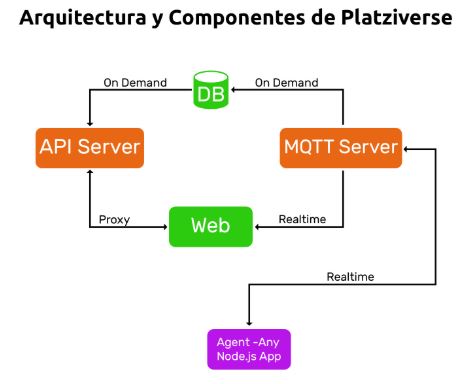 Arquitectura y Componentes de Platziverse
On Demand
DB
On Demand
API Server
MQTT Server
Proxy
Web
Realtime
Realtime
Agent -Any
Node.js App